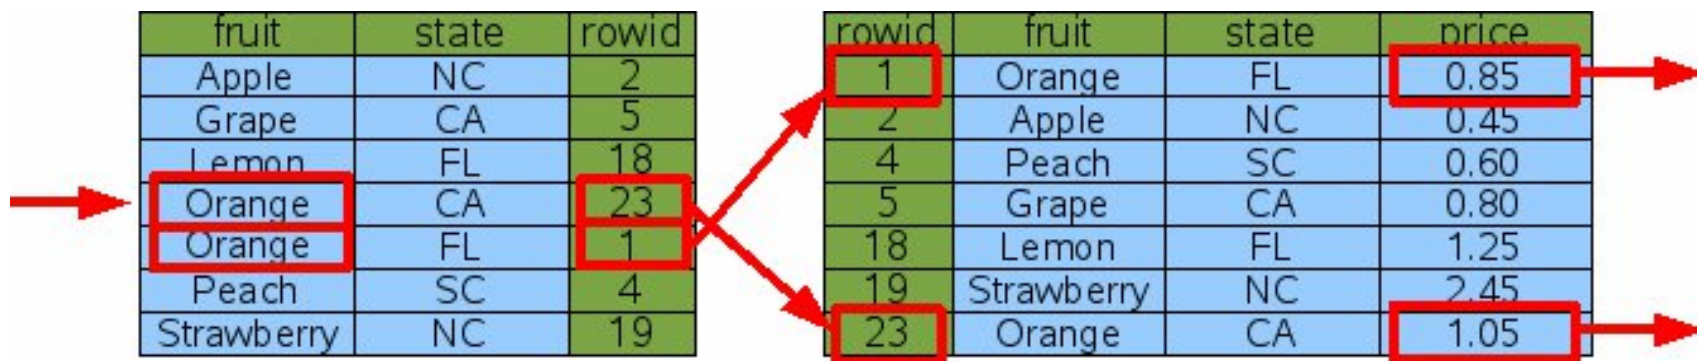 fruit state rowid
Apple NC 2
Grape CA 5
Lemon FL 18
Orange CA 23
Orange FL 1
Peach SC 4
Strawberry NC 19
rowid fruit state price
1 Orange FL 0.85
2 Apple NC 0.45
4 Peach SC 0.60
5 Grape CA 0.80
18 Lemon FL 1.25
19 Strawberry NC 2.45
23 Orange CA 1.05